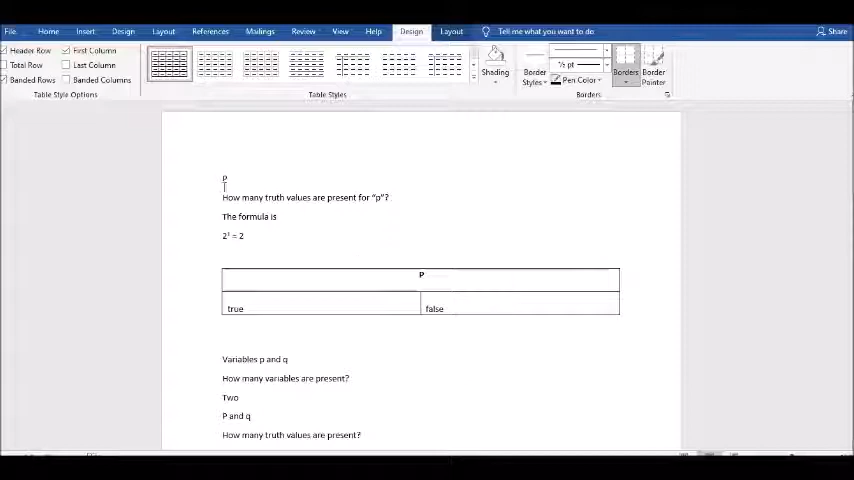 File Home Insert Design Layout References Mailings Review View Help Design Layout Tell me what you want to do Share
Header Row First Column
Total Row Last Column
Banded Rows Banded Columns
Shading
Border Styles
½ pt
Pen Color
Borders
Border Painter
Table Style Options Table Styles Borders
P
How many truth values are present for “p”?
The formula is
2¹ = 2
P
true false
Variables p and q
How many variables are present?
Two
P and q
How many truth values are present?